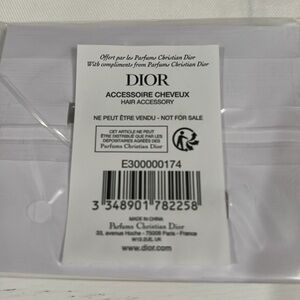 Offert par les Parfums Christian Dior
With compliments from Parfums Christian Dior
DIOR
ACCESSOIRE CHEVEUX
HAIR ACCESSORY
NE PEUT ÊTRE VENDU - NOT FOR SALE
CET ARTICLE NE PEUT
ÊTRE DISTRIBUÉ QUE PAR LES
DÉPOSITAIRES AGRÉÉS DES
Parfums Christian Dior
E300000174
3 348901 782258
MADE IN CHINA
Parfums Christian Dior
33, avenue Hoche - 75008 Paris - France
W1S 2UE, UK
www.dior.com